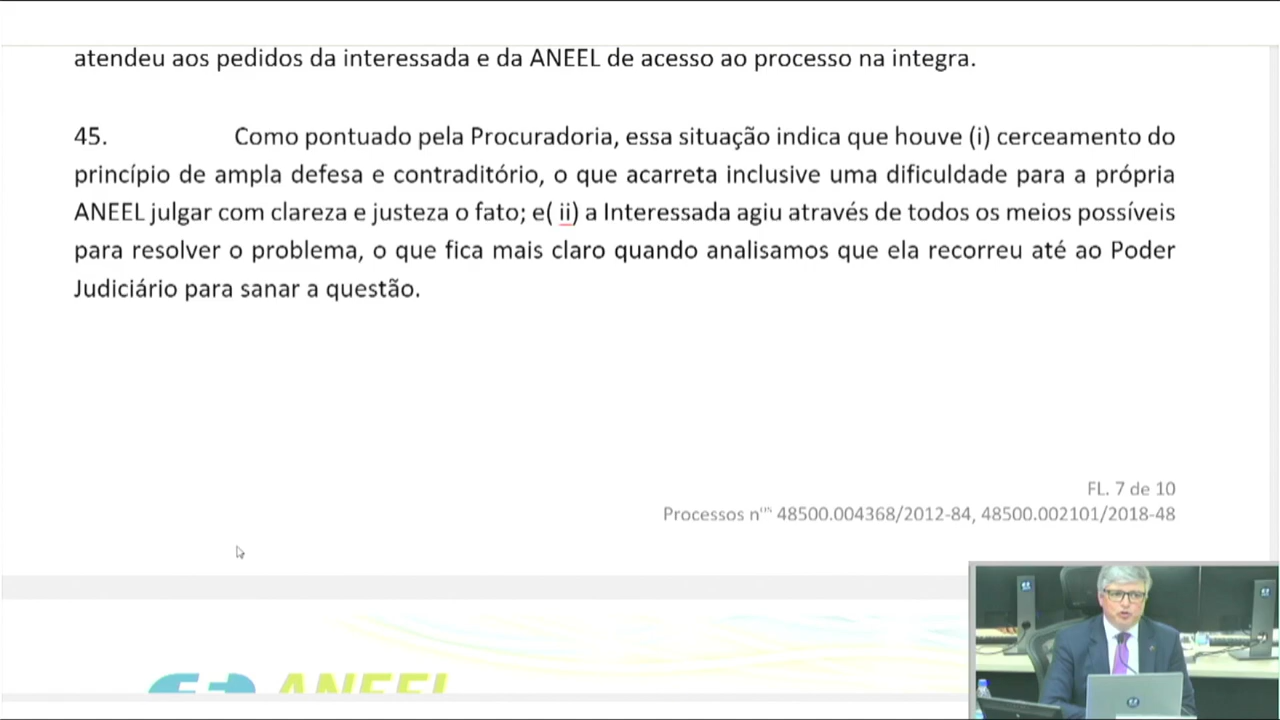 atendeu aos pedidos da interessada e da ANEEL de acesso ao processo na integra.
45. Como pontuado pela Procuradoria, essa situação indica que houve (i) cerceamento do
princípio de ampla defesa e contraditório, o que acarreta inclusive uma dificuldade para a própria
ANEEL julgar com clareza e justeza o fato; e( ii) a Interessada agiu através de todos os meios possíveis
para resolver o problema, o que fica mais claro quando analisamos que ela recorreu até ao Poder
Judiciário para sanar a questão.
FL. 7 de 10
Processos nºs 48500.004368/2012-84, 48500.002101/2018-48
ANEEL